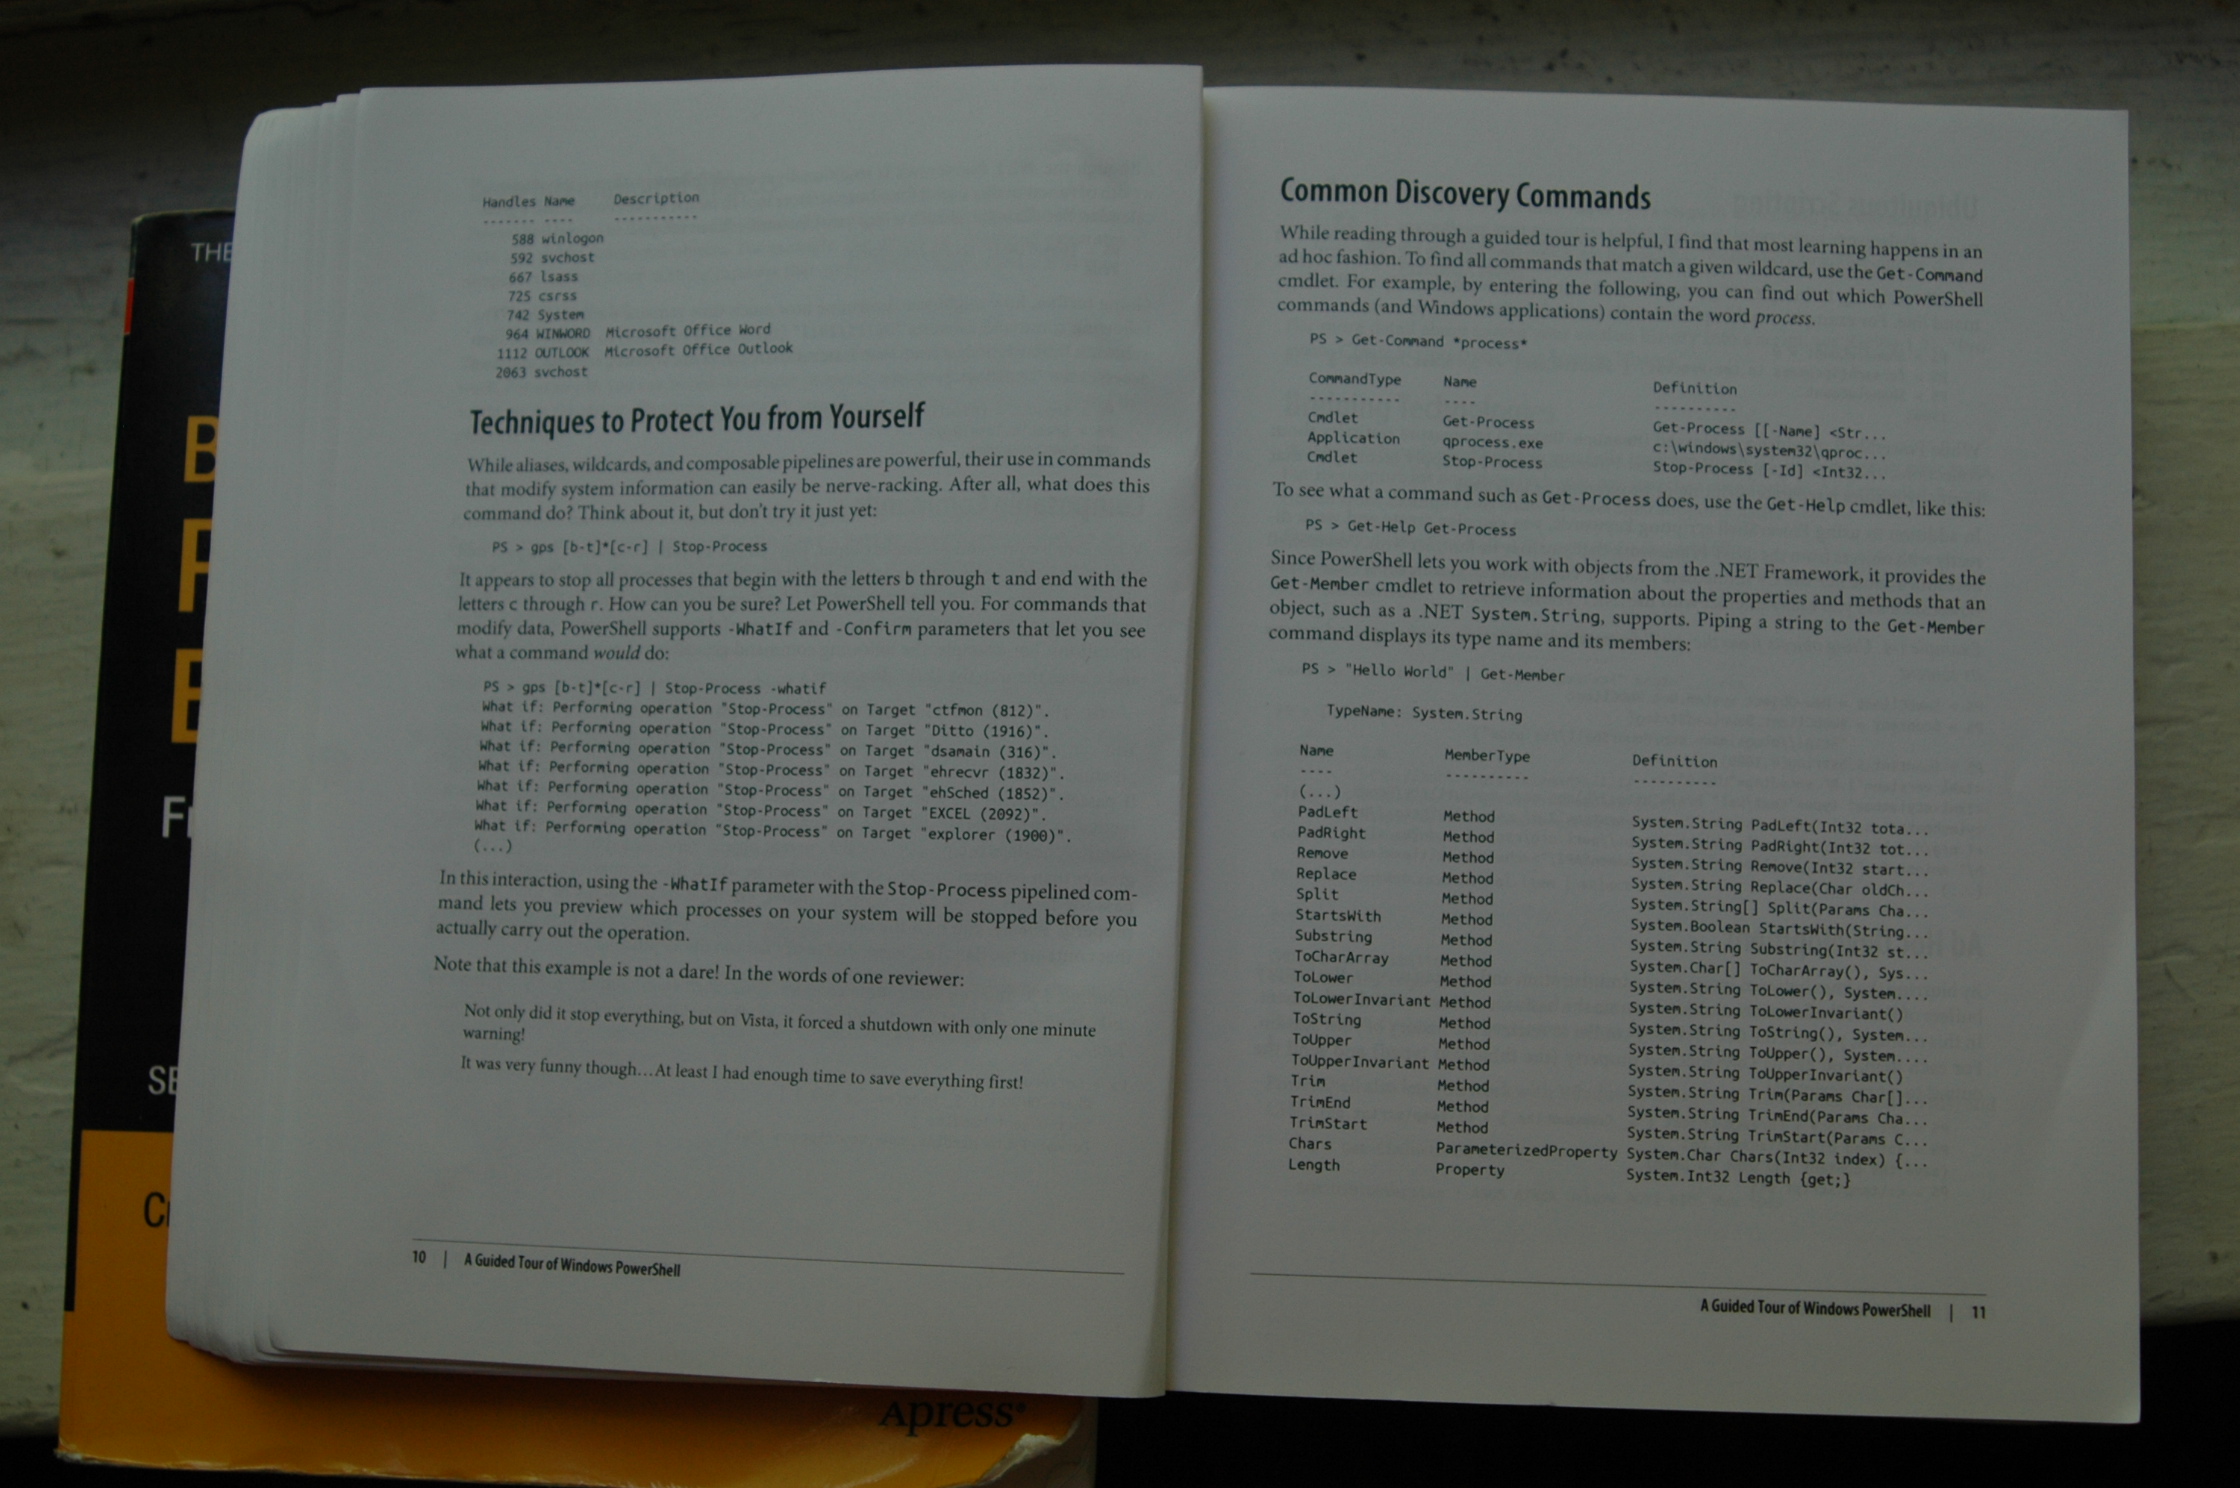 Handles Name    Description
------- ----    -----------
588 winlogon
592 svchost
667 lsass
725 csrss
742 System
964 WINWORD  Microsoft Office Word
1112 OUTLOOK  Microsoft Office Outlook
2063 svchost
Techniques to Protect You from Yourself
While aliases, wildcards, and composable pipelines are powerful, their use in commands
that modify system information can easily be nerve-racking. After all, what does this
command do? Think about it, but don't try it just yet:
PS > gps [b-t]*[c-r] | Stop-Process
It appears to stop all processes that begin with the letters b through t and end with the
letters c through r. How can you be sure? Let PowerShell tell you. For commands that
modify data, PowerShell supports -WhatIf and -Confirm parameters that let you see
what a command would do:
PS > gps [b-t]*[c-r] | Stop-Process -whatif
What if: Performing operation "Stop-Process" on Target "ctfmon (812)".
What if: Performing operation "Stop-Process" on Target "Ditto (1916)".
What if: Performing operation "Stop-Process" on Target "dsamain (316)".
What if: Performing operation "Stop-Process" on Target "ehrecvr (1832)".
What if: Performing operation "Stop-Process" on Target "ehSched (1852)".
What if: Performing operation "Stop-Process" on Target "EXCEL (2092)".
What if: Performing operation "Stop-Process" on Target "explorer (1900)".
(...)
In this interaction, using the -WhatIf parameter with the Stop-Process pipelined com-
mand lets you preview which processes on your system will be stopped before you
actually carry out the operation.
Note that this example is not a dare! In the words of one reviewer:
Not only did it stop everything, but on Vista, it forced a shutdown with only one minute
warning!
It was very funny though…At least I had enough time to save everything first!
10 | A Guided Tour of Windows PowerShell
Common Discovery Commands
While reading through a guided tour is helpful, I find that most learning happens in an
ad hoc fashion. To find all commands that match a given wildcard, use the Get-Command
cmdlet. For example, by entering the following, you can find out which PowerShell
commands (and Windows applications) contain the word process.
PS > Get-Command *process*
CommandType     Name     Definition
-----------     ----     ----------
Cmdlet     Get-Process     Get-Process [[-Name] <Str...
Application     qprocess.exe     c:\windows\system32\qproc...
Cmdlet     Stop-Process     Stop-Process [-Id] <Int32...
To see what a command such as Get-Process does, use the Get-Help cmdlet, like this:
PS > Get-Help Get-Process
Since PowerShell lets you work with objects from the .NET Framework, it provides the
Get-Member cmdlet to retrieve information about the properties and methods that an
object, such as a .NET System.String, supports. Piping a string to the Get-Member
command displays its type name and its members:
PS > "Hello World" | Get-Member
TypeName: System.String
Name     MemberType     Definition
----     ----------     ----------
(...)
PadLeft     Method     System.String PadLeft(Int32 tota...
PadRight     Method     System.String PadRight(Int32 tot...
Remove     Method     System.String Remove(Int32 start...
Replace     Method     System.String Replace(Char oldCh...
Split     Method     System.String[] Split(Params Cha...
StartsWith     Method     System.Boolean StartsWith(String...
Substring     Method     System.String Substring(Int32 st...
ToCharArray     Method     System.Char[] ToCharArray(), Sys...
ToLower     Method     System.String ToLower(), System....
ToLowerInvariant Method     System.String ToLowerInvariant()
ToString     Method     System.String ToString(), System...
ToUpper     Method     System.String ToUpper(), System....
ToUpperInvariant Method     System.String ToUpperInvariant()
Trim     Method     System.String Trim(Params Char[]...
TrimEnd     Method     System.String TrimEnd(Params Cha...
TrimStart     Method     System.String TrimStart(Params C...
Chars     ParameterizedProperty System.Char Chars(Int32 index) {...
Length     Property     System.Int32 Length {get;}
A Guided Tour of Windows PowerShell | 11
THE
SE
Apress®